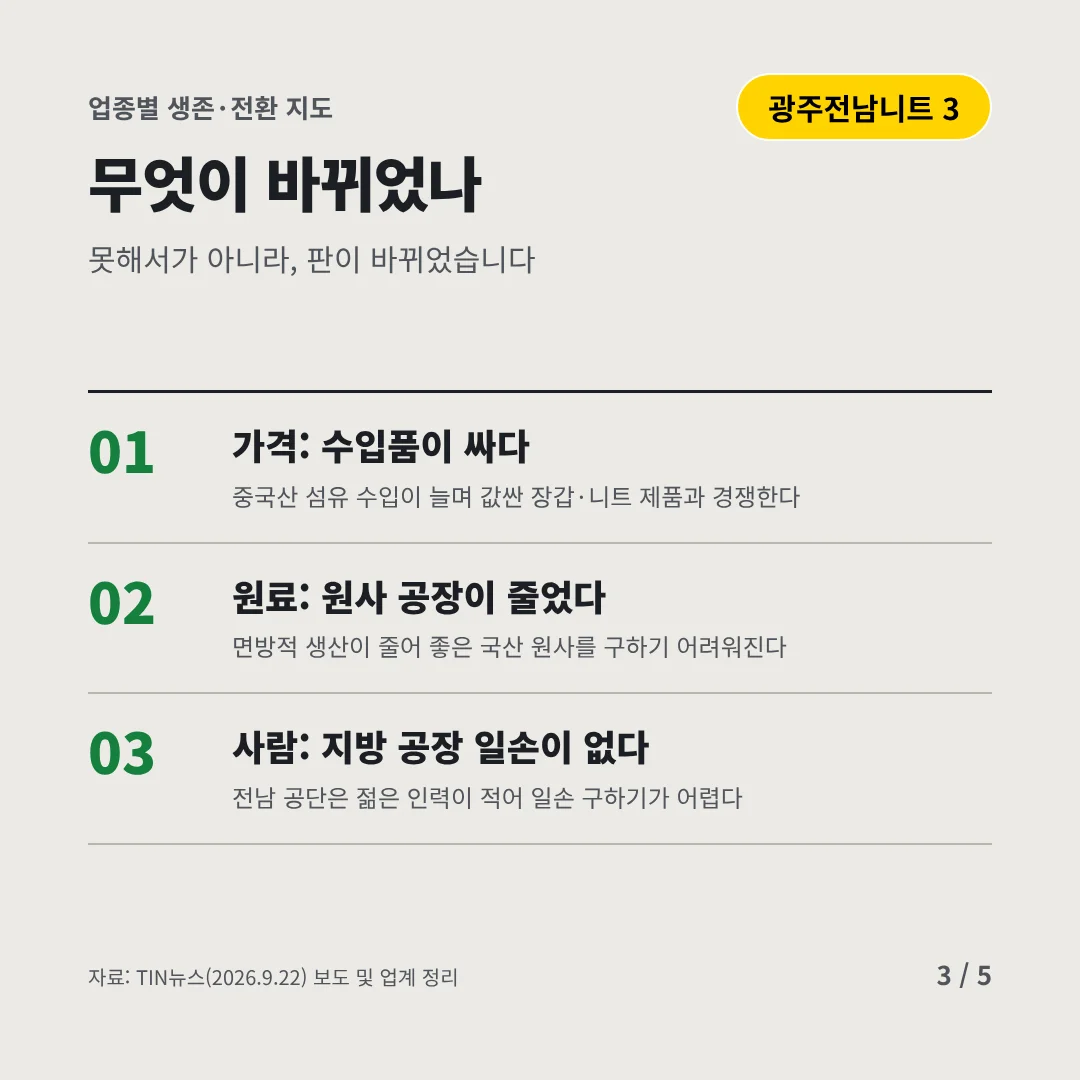 업종별 생존·전환 지도
광주전남니트 3
무엇이 바뀌었나
못해서가 아니라, 판이 바뀌었습니다
01
가격: 수입품이 싸다
중국산 섬유 수입이 늘며 값싼 장갑·니트 제품과 경쟁한다
02
원료: 원사 공장이 줄었다
면방적 생산이 줄어 좋은 국산 원사를 구하기 어려워진다
03
사람: 지방 공장 일손이 없다
전남 공단은 젊은 인력이 적어 일손 구하기가 어렵다
자료: TIN뉴스(2026.9.22) 보도 및 업계 정리
3 / 5